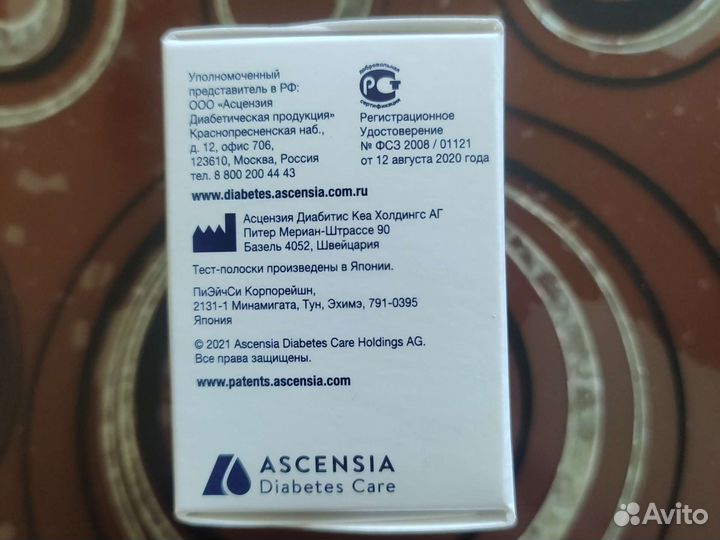 Уполномоченный
представитель в РФ:
ООО «Асцензия
Диабетическая продукция»
Краснопресненская наб.,
д. 12, офис 706,
123610, Москва, Россия
тел. 8 800 200 44 43
добровольная
РСТ
сертификация
Регистрационное
Удостоверение
№ ФСЗ 2008 / 01121
от 12 августа 2020 года
www.diabetes.ascensia.com.ru
Асцензия Диабитис Кеа Холдингс АГ
Питер Мериан-Штрассе 90
Базель 4052, Швейцария
Тест-полоски произведены в Японии.
ПиЭйчСи Корпорейшн,
2131-1 Минамигата, Тун, Эхимэ, 791-0395
Япония
© 2021 Ascensia Diabetes Care Holdings AG.
Все права защищены.
www.patents.ascensia.com
ASCENSIA
Diabetes Care
Avito